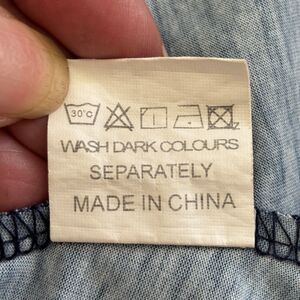 30°C
WASH DARK COLOURS
SEPARATELY
MADE IN CHINA